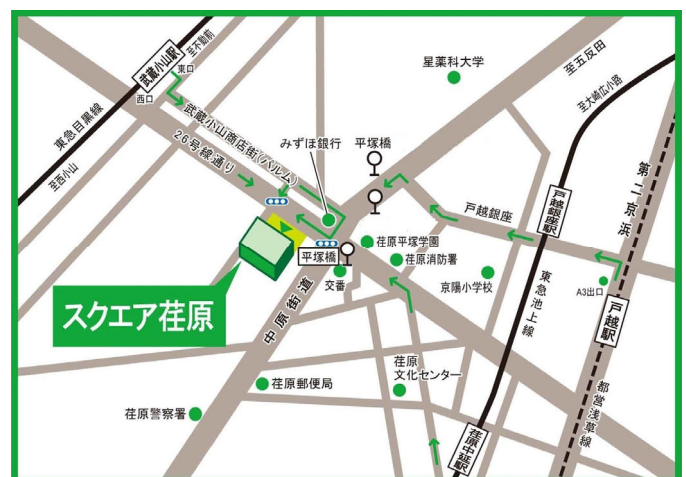 至不動前
武蔵小山駅
東口
西口
東急目黒線
至西小山
武蔵小山商店街(パルム)
26号線通り
みずほ銀行
平塚橋
星薬科大学
至五反田
至大崎広小路
戸越銀座
戸越銀座駅
第二京浜
荏原平塚学園
荏原消防署
平塚橋
交番
京陽小学校
東急池上線
A3出口
戸越駅
スクエア荏原
中原街道
荏原
文化センター
荏原郵便局
荏原警察署
都営浅草線
荏原中延駅